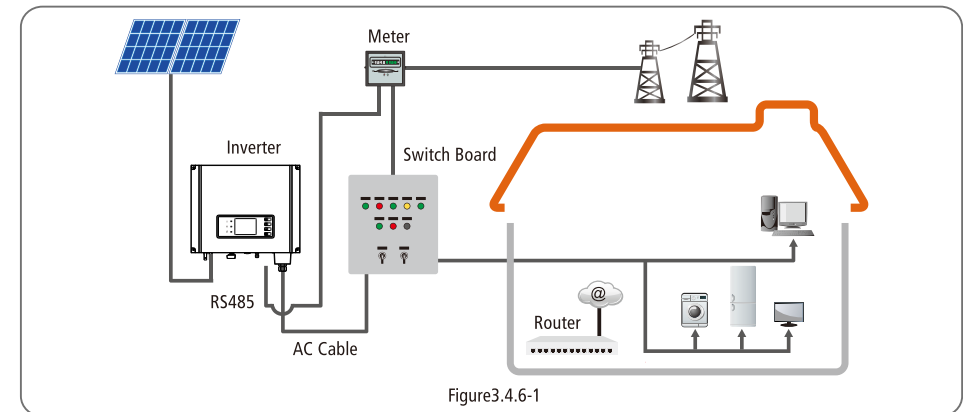 Meter
Inverter
Switch Board
RS485
@
Router
AC Cable
Figure3.4.6-1